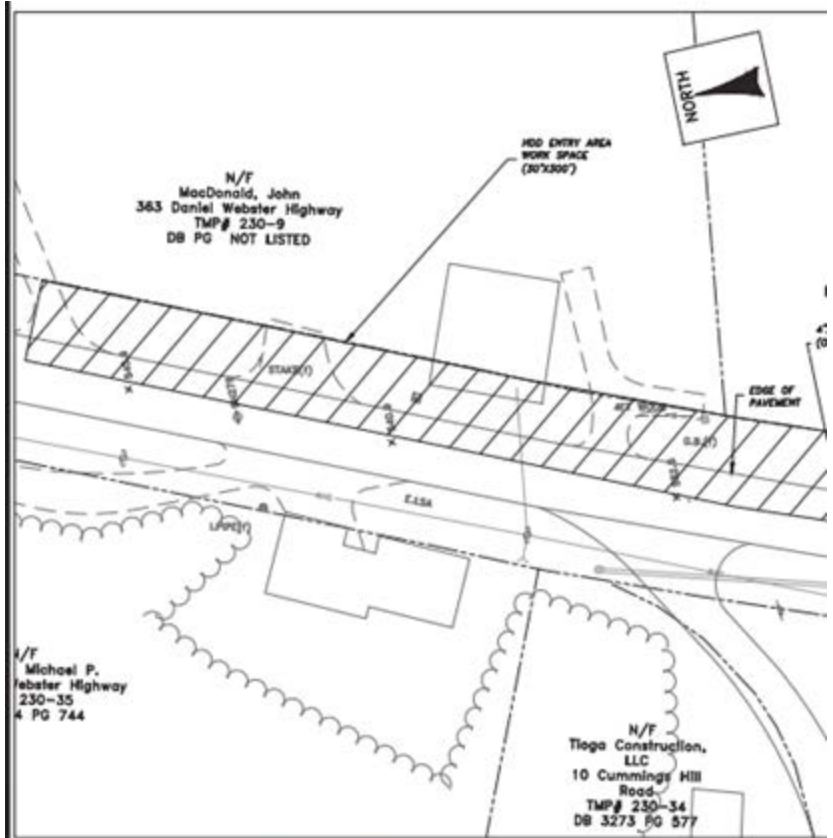 NORTH
HDD ENTRY AREA
WORK SPACE
(30'X300')
N/F
MacDonald, John
363 Daniel Webster Highway
TMP# 230-9
DB PG NOT LISTED
STAKE(f)
EDGE OF
PAVEMENT
G.B.(f)
E.LSA
I.PIPE(f)
N/F
Michael P.
Webster Highway
230-35
4 PG 744
N/F
Tioga Construction,
LLC
10 Cummings Hill
Road
TMP# 230-34
DB 3273 PG 577